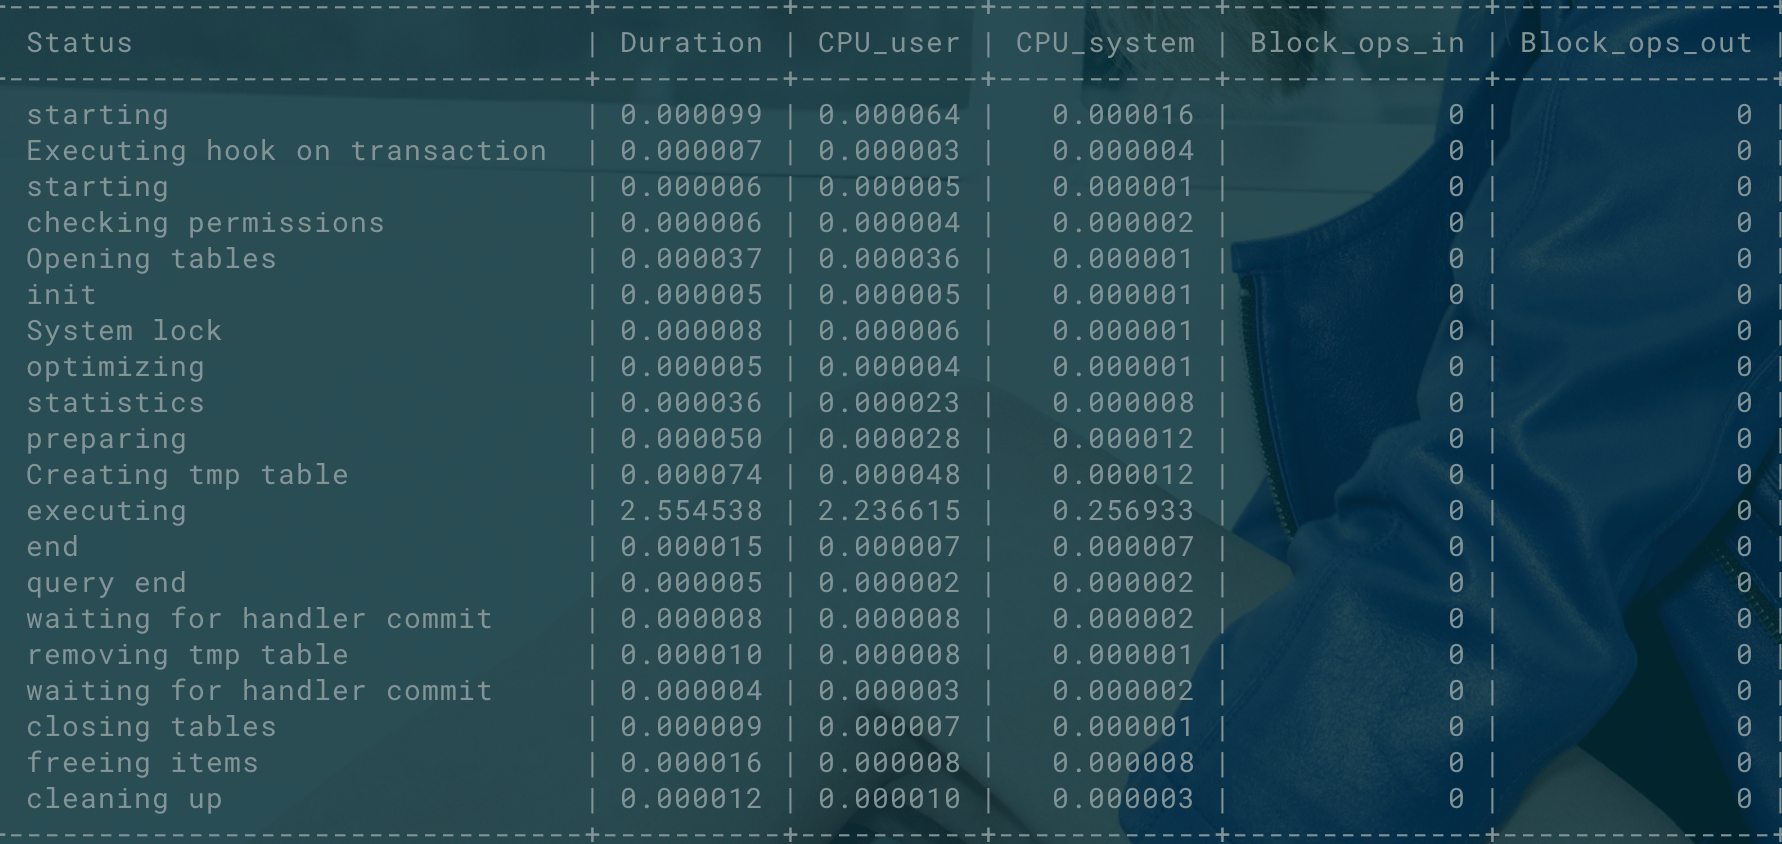 Status | Duration | CPU_user | CPU_system | Block_ops_in | Block_ops_out |
starting | 0.000099 | 0.000064 | 0.000016 | 0 | 0 |
Executing hook on transaction | 0.000007 | 0.000003 | 0.000004 | 0 | 0 |
starting | 0.000006 | 0.000005 | 0.000001 | 0 | 0 |
checking permissions | 0.000006 | 0.000004 | 0.000002 | 0 | 0 |
Opening tables | 0.000037 | 0.000036 | 0.000001 | 0 | 0 |
init | 0.000005 | 0.000005 | 0.000001 | 0 | 0 |
System lock | 0.000008 | 0.000006 | 0.000001 | 0 | 0 |
optimizing | 0.000005 | 0.000004 | 0.000001 | 0 | 0 |
statistics | 0.000036 | 0.000023 | 0.000008 | 0 | 0 |
preparing | 0.000050 | 0.000028 | 0.000012 | 0 | 0 |
Creating tmp table | 0.000074 | 0.000048 | 0.000012 | 0 | 0 |
executing | 2.554538 | 2.236615 | 0.256933 | 0 | 0 |
end | 0.000015 | 0.000007 | 0.000007 | 0 | 0 |
query end | 0.000005 | 0.000002 | 0.000002 | 0 | 0 |
waiting for handler commit | 0.000008 | 0.000008 | 0.000002 | 0 | 0 |
removing tmp table | 0.000010 | 0.000008 | 0.000001 | 0 | 0 |
waiting for handler commit | 0.000004 | 0.000003 | 0.000002 | 0 | 0 |
closing tables | 0.000009 | 0.000007 | 0.000001 | 0 | 0 |
freeing items | 0.000016 | 0.000008 | 0.000008 | 0 | 0 |
cleaning up | 0.000012 | 0.000010 | 0.000003 | 0 | 0 |